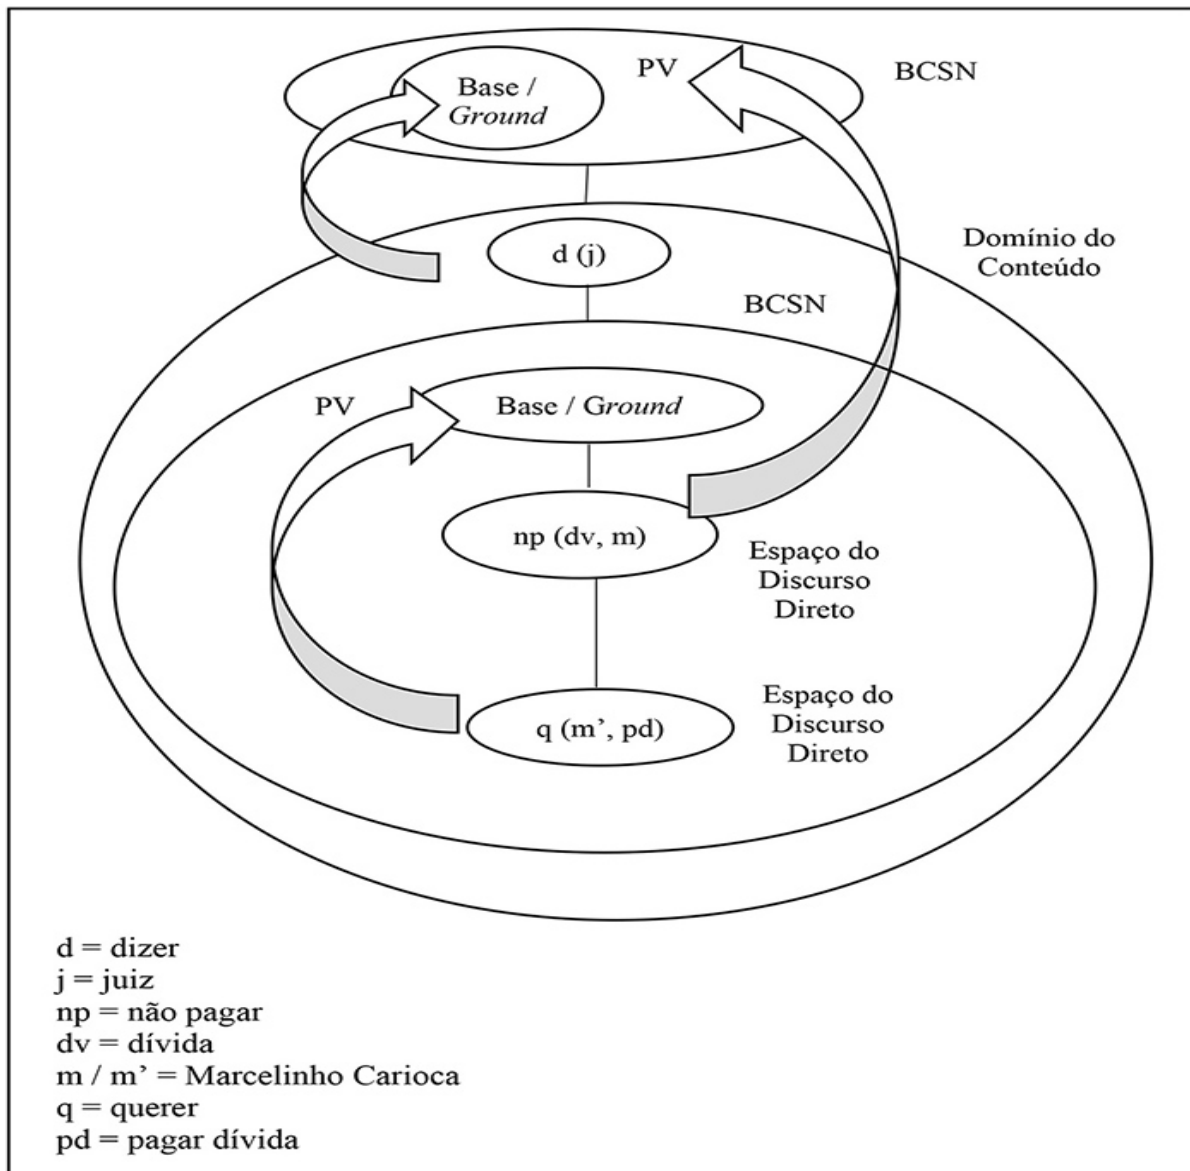 PV
BCSN
Base /
Ground
d (j)
Domínio do
Conteúdo
BCSN
PV
Base / Ground
np (dv, m)
Espaço do
Discurso
Direto
q (m’, pd)
Espaço do
Discurso
Direto
d = dizer
j = juiz
np = não pagar
dv = dívida
m / m’ = Marcelinho Carioca
q = querer
pd = pagar dívida